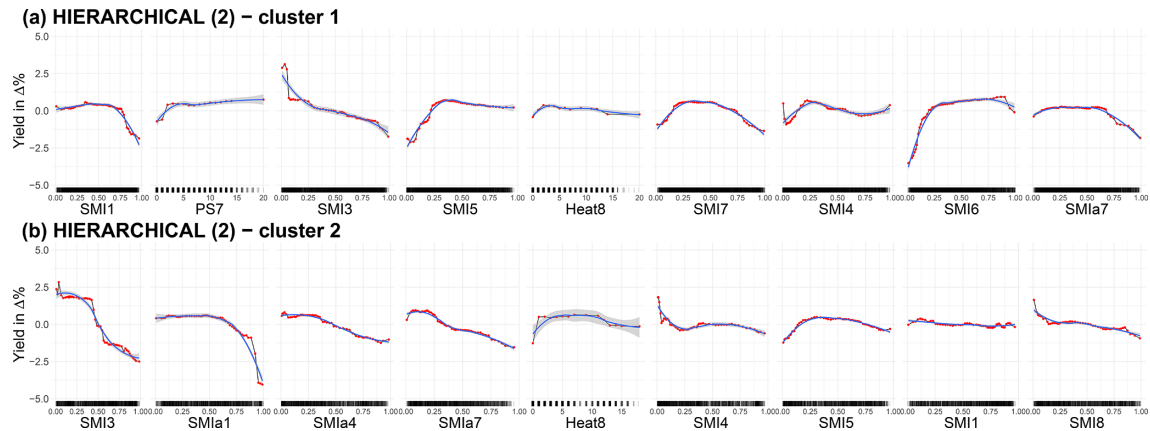 (a) HIERARCHICAL (2) − cluster 1
Yield in Δ%
5.0
2.5
0.0
−2.5
−5.0
0.00 0.25 0.50 0.75 1.00
0 5 10 15 20
0.00 0.25 0.50 0.75 1.00
0.00 0.25 0.50 0.75 1.00
0 5 10 15 20
0.00 0.25 0.50 0.75 1.00
0.00 0.25 0.50 0.75 1.00
0.00 0.25 0.50 0.75 1.00
0.00 0.25 0.50 0.75 1.00
SMI1 PS7 SMI3 SMI5 Heat8 SMI7 SMI4 SMI6 SMIa7
(b) HIERARCHICAL (2) − cluster 2
Yield in Δ%
5.0
2.5
0.0
−2.5
−5.0
0.00 0.25 0.50 0.75 1.00
0.00 0.25 0.50 0.75 1.00
0.00 0.25 0.50 0.75 1.00
0.00 0.25 0.50 0.75 1.00
0 5 10 15
0.00 0.25 0.50 0.75 1.00
0.00 0.25 0.50 0.75 1.00
0.00 0.25 0.50 0.75 1.00
0.00 0.25 0.50 0.75 1.00
SMI3 SMIa1 SMIa4 SMIa7 Heat8 SMI4 SMI5 SMI1 SMI8